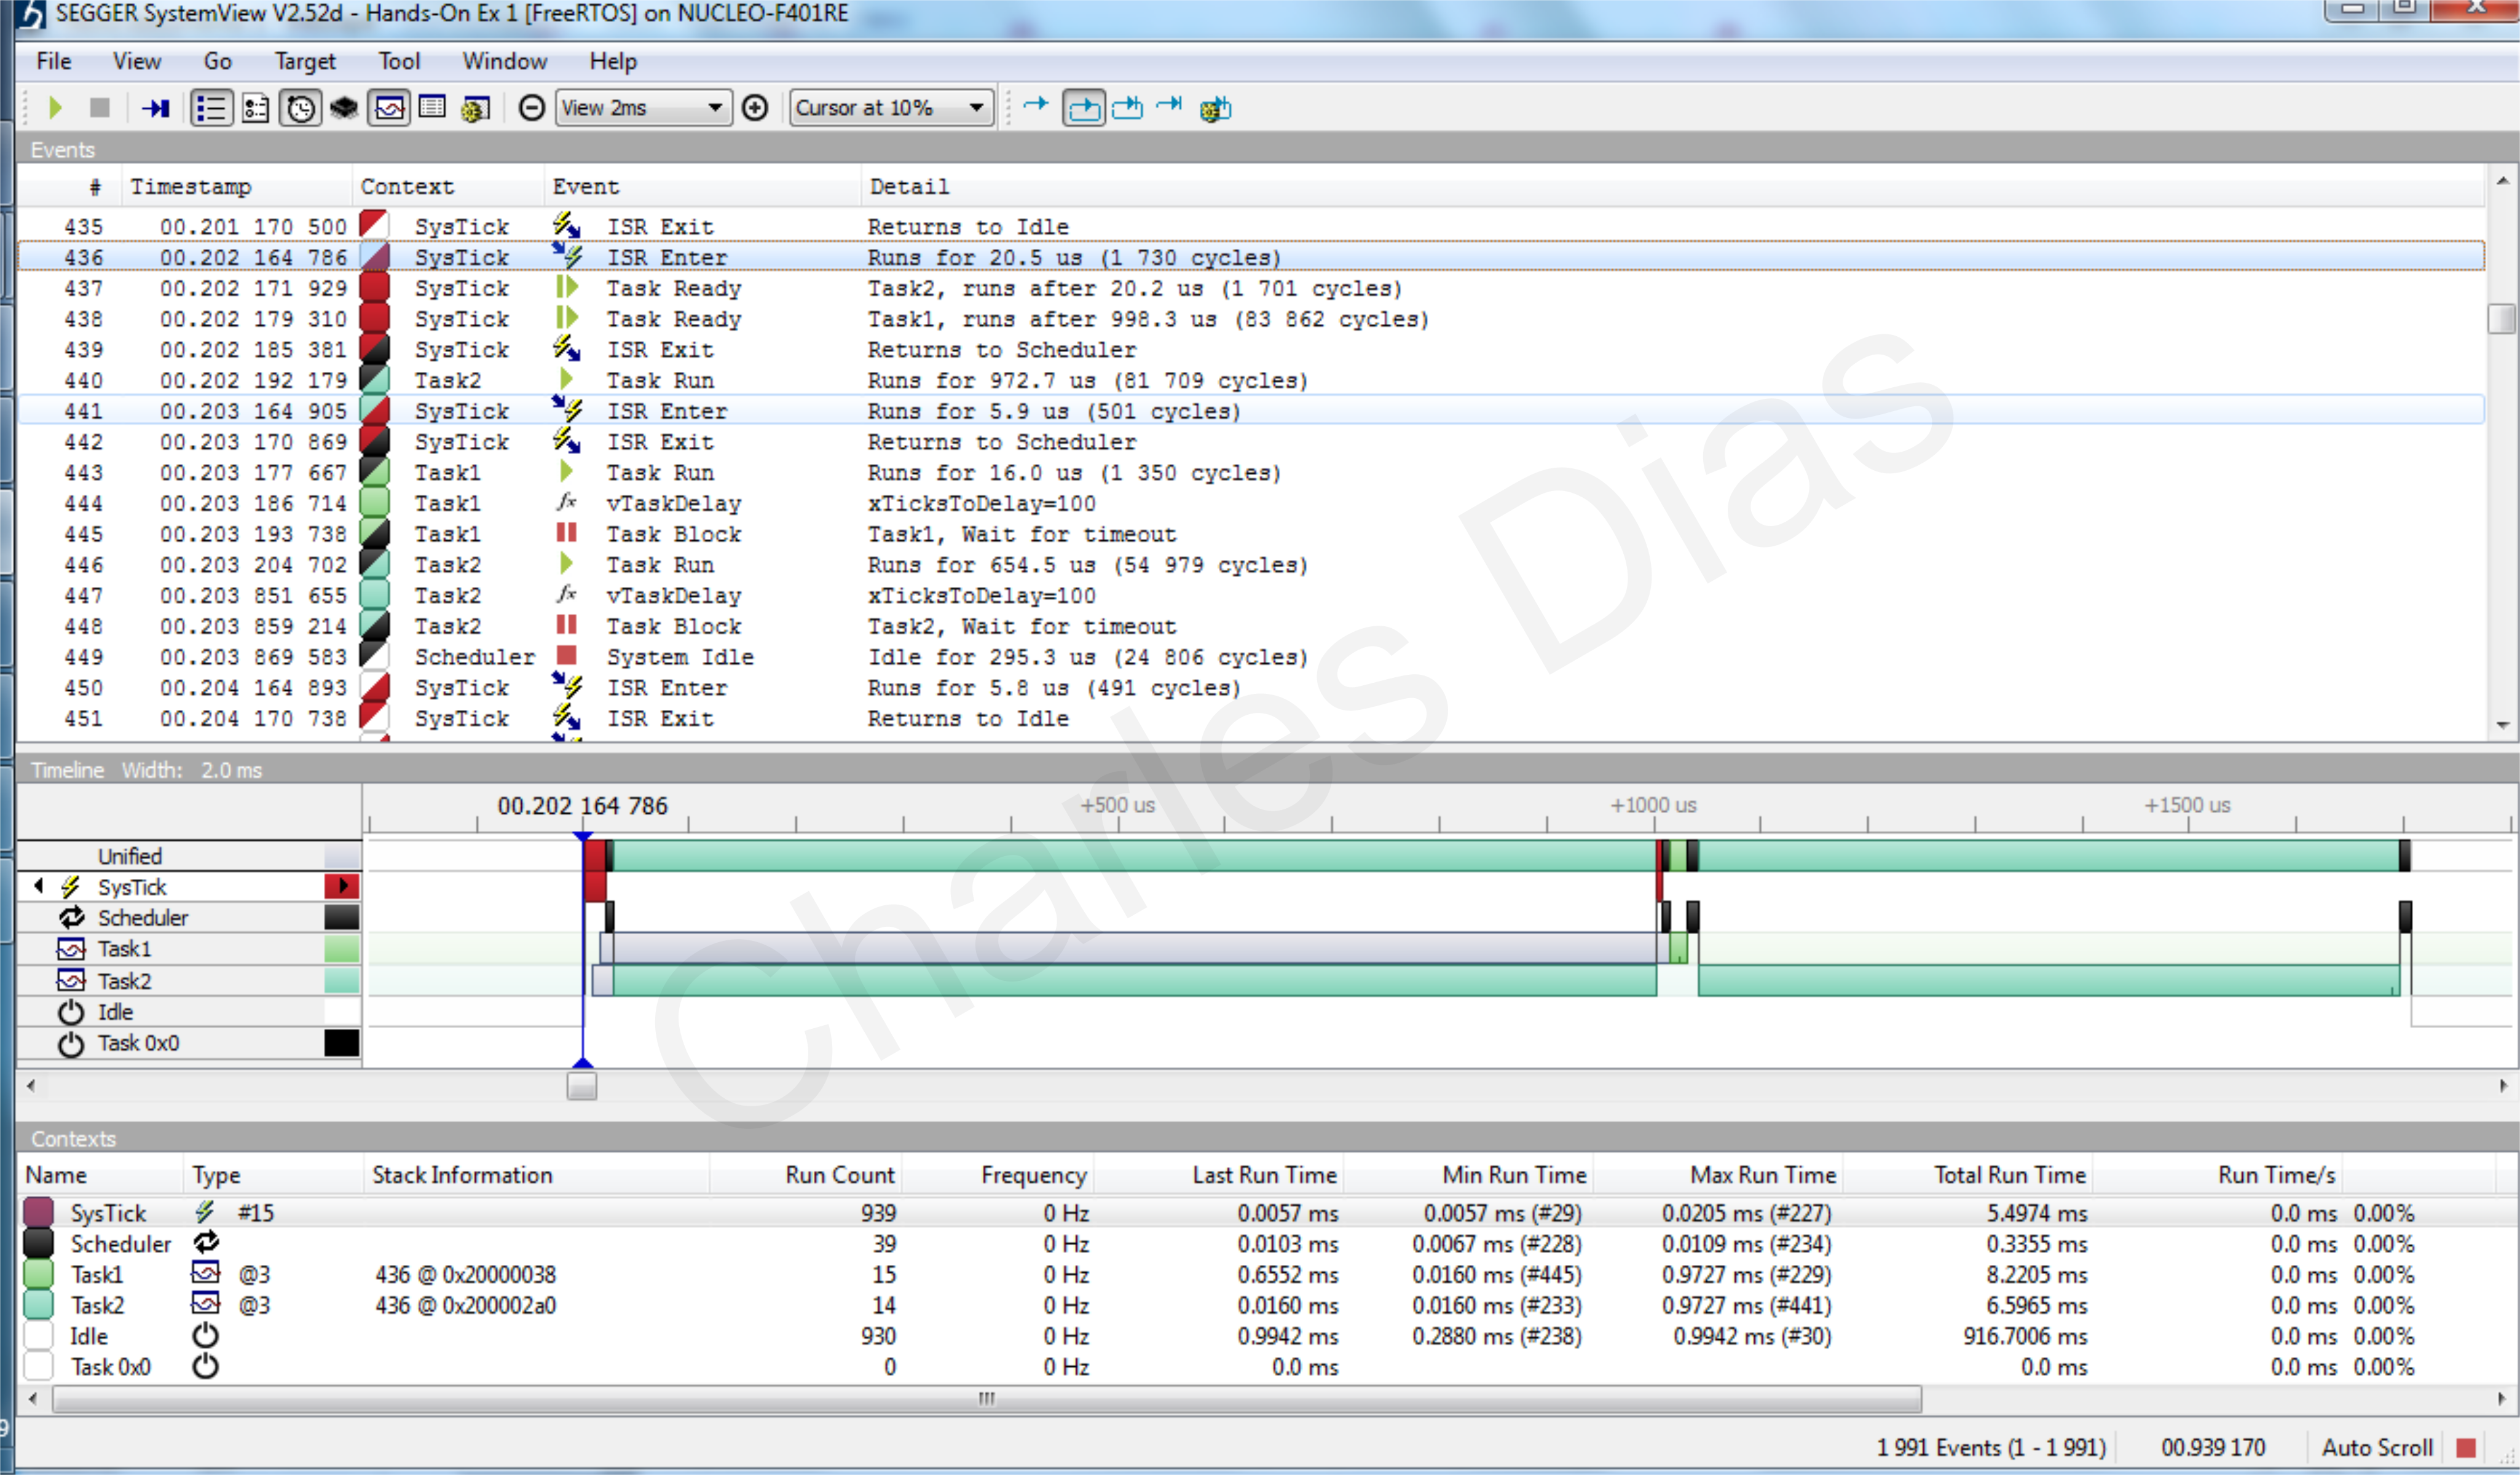 SEGGER SystemView V2.52d - Hands-On Ex 1 [FreeRTOS] on NUCLEO-F401RE
File View Go Target Tool Window Help
View 2ms Cursor at 10%
Events
# Timestamp Context Event Detail
435 00.201 170 500 SysTick ISR Exit Returns to Idle
436 00.202 164 786 SysTick ISR Enter Runs for 20.5 us (1 730 cycles)
437 00.202 171 929 SysTick Task Ready Task2, runs after 20.2 us (1 701 cycles)
438 00.202 179 310 SysTick Task Ready Task1, runs after 998.3 us (83 862 cycles)
439 00.202 185 381 SysTick ISR Exit Returns to Scheduler
440 00.202 192 179 Task2 Task Run Runs for 972.7 us (81 709 cycles)
441 00.203 164 905 SysTick ISR Enter Runs for 5.9 us (501 cycles)
442 00.203 170 869 SysTick ISR Exit Returns to Scheduler
443 00.203 177 667 Task1 Task Run Runs for 16.0 us (1 350 cycles)
444 00.203 186 714 Task1 fx vTaskDelay xTicksToDelay=100
445 00.203 193 738 Task1 Task Block Task1, Wait for timeout
446 00.203 204 702 Task2 Task Run Runs for 654.5 us (54 979 cycles)
447 00.203 851 655 Task2 fx vTaskDelay xTicksToDelay=100
448 00.203 859 214 Task2 Task Block Task2, Wait for timeout
449 00.203 869 583 Scheduler System Idle Idle for 295.3 us (24 806 cycles)
450 00.204 164 893 SysTick ISR Enter Runs for 5.8 us (491 cycles)
451 00.204 170 738 SysTick ISR Exit Returns to Idle
Charles Dias
Timeline Width: 2.0 ms
00.202 164 786 +500 us +1000 us +1500 us
Unified
SysTick
Scheduler
Task1
Task2
Idle
Task 0x0
Contexts
Name Type Stack Information Run Count Frequency Last Run Time Min Run Time Max Run Time Total Run Time Run Time/s
SysTick #15 939 0 Hz 0.0057 ms 0.0057 ms (#29) 0.0205 ms (#227) 5.4974 ms 0.0 ms 0.00%
Scheduler 39 0 Hz 0.0103 ms 0.0067 ms (#228) 0.0109 ms (#234) 0.3355 ms 0.0 ms 0.00%
Task1 @3 436 @ 0x20000038 15 0 Hz 0.6552 ms 0.0160 ms (#445) 0.9727 ms (#229) 8.2205 ms 0.0 ms 0.00%
Task2 @3 436 @ 0x200002a0 14 0 Hz 0.0160 ms 0.0160 ms (#233) 0.9727 ms (#441) 6.5965 ms 0.0 ms 0.00%
Idle 930 0 Hz 0.9942 ms 0.2880 ms (#238) 0.9942 ms (#30) 916.7006 ms 0.0 ms 0.00%
Task 0x0 0 0 Hz 0.0 ms 0.0 ms 0.0 ms 0.00%
1 991 Events (1 - 1 991) 00.939 170 Auto Scroll